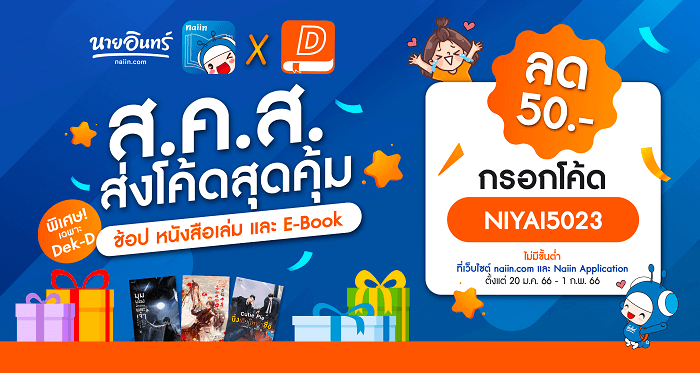 นายอินทร์
naiin.com
naiin
X
D
ส.ค.ส.
ส่งโค้ดสุดคุ้ม
พิเศษ!
เฉพาะ
Dek-D
ช้อป หนังสือเล่ม และ E-Book
ลด
50.-
กรอกโค้ด
NIYAI5023
ไม่มีขั้นต่ำ
ที่เว็บไซต์ naiin.com และ Naiin Application
ตั้งแต่ 20 ม.ค. 66 - 1 ก.พ. 66
Cutie Pie